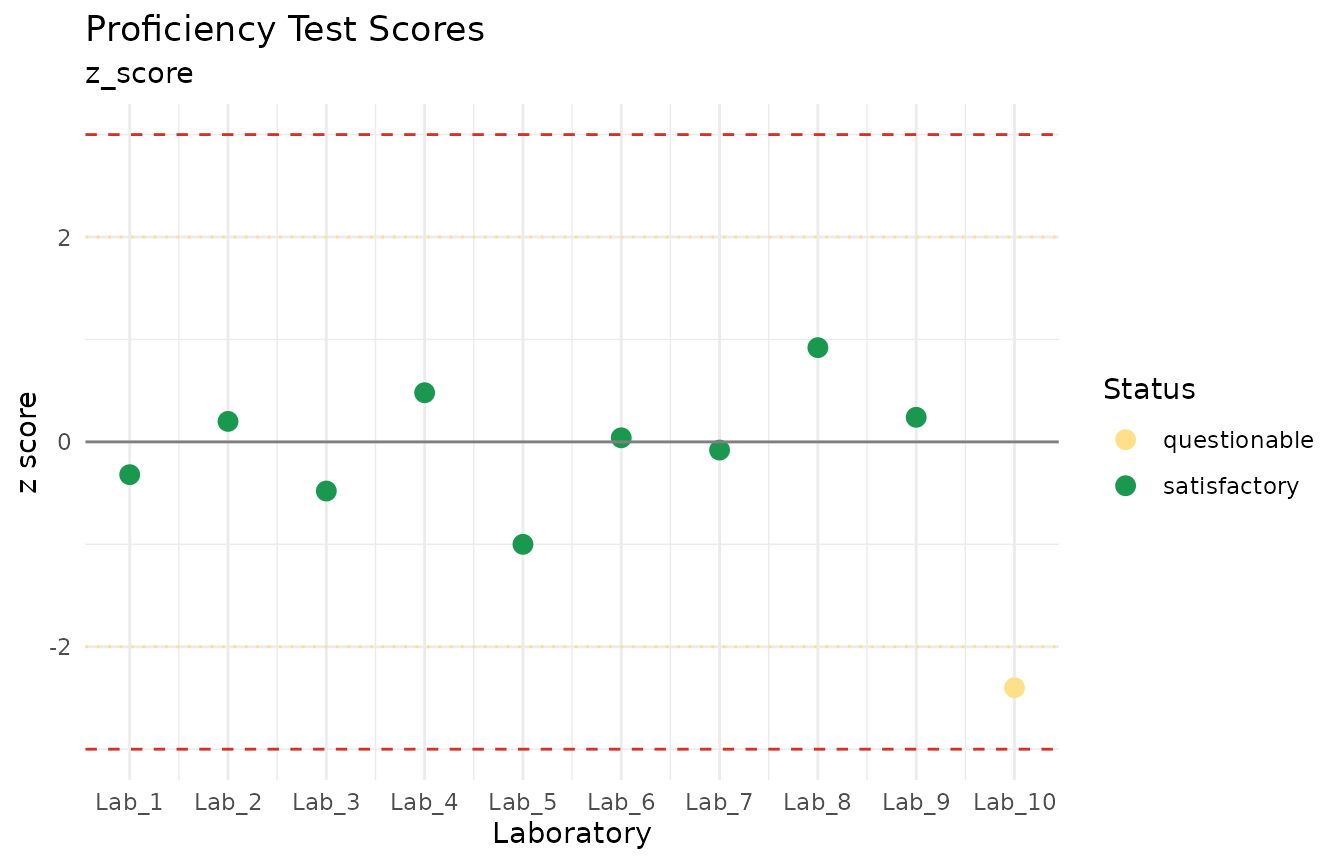 Proficiency Test Scores
z_score
z score
2
0
-2
Lab_1 Lab_2 Lab_3 Lab_4 Lab_5 Lab_6 Lab_7 Lab_8 Lab_9 Lab_10
Laboratory
Status
questionable
satisfactory